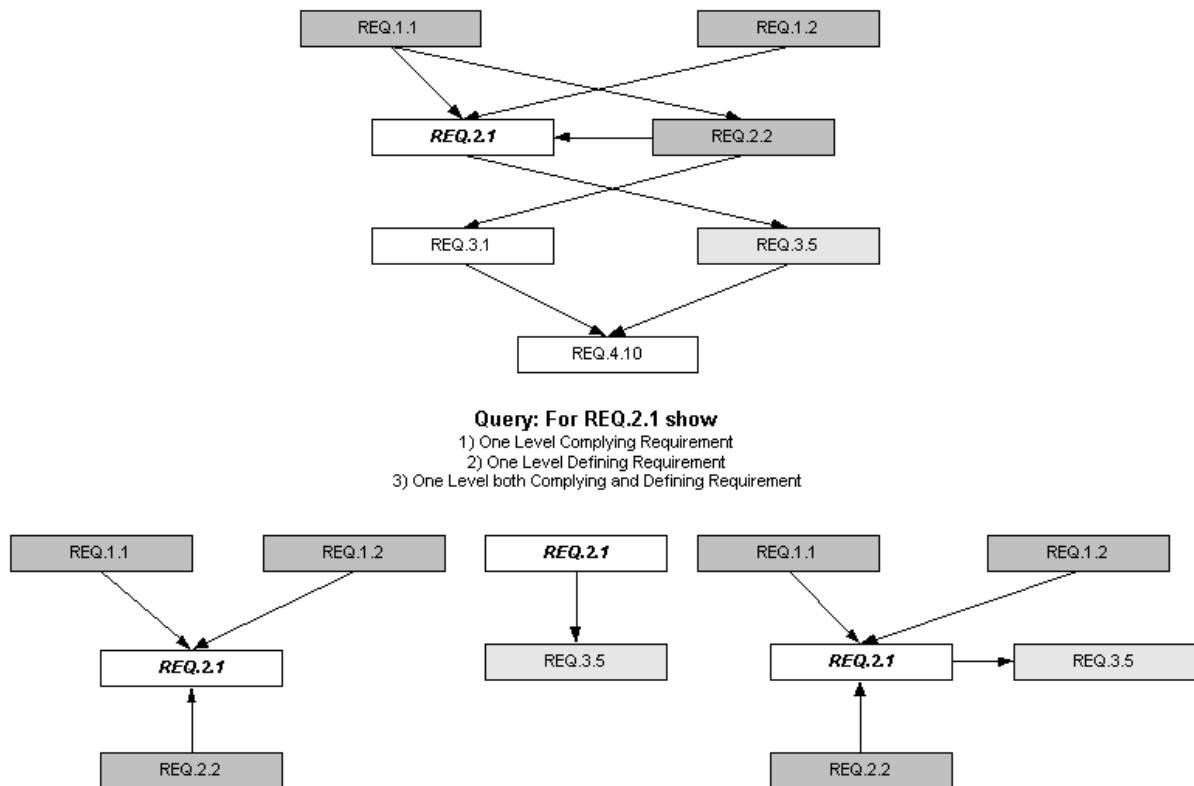 REQ.1.1
REQ.1.2
REQ.2.1
REQ.2.2
REQ.3.1
REQ.3.5
REQ.4.10
Query: For REQ.2.1 show
1) One Level Complying Requirement
2) One Level Defining Requirement
3) One Level both Complying and Defining Requirement
REQ.1.1
REQ.1.2
REQ.2.1
REQ.2.2
REQ.2.1
REQ.3.5
REQ.1.1
REQ.1.2
REQ.2.1
REQ.3.5
REQ.2.2